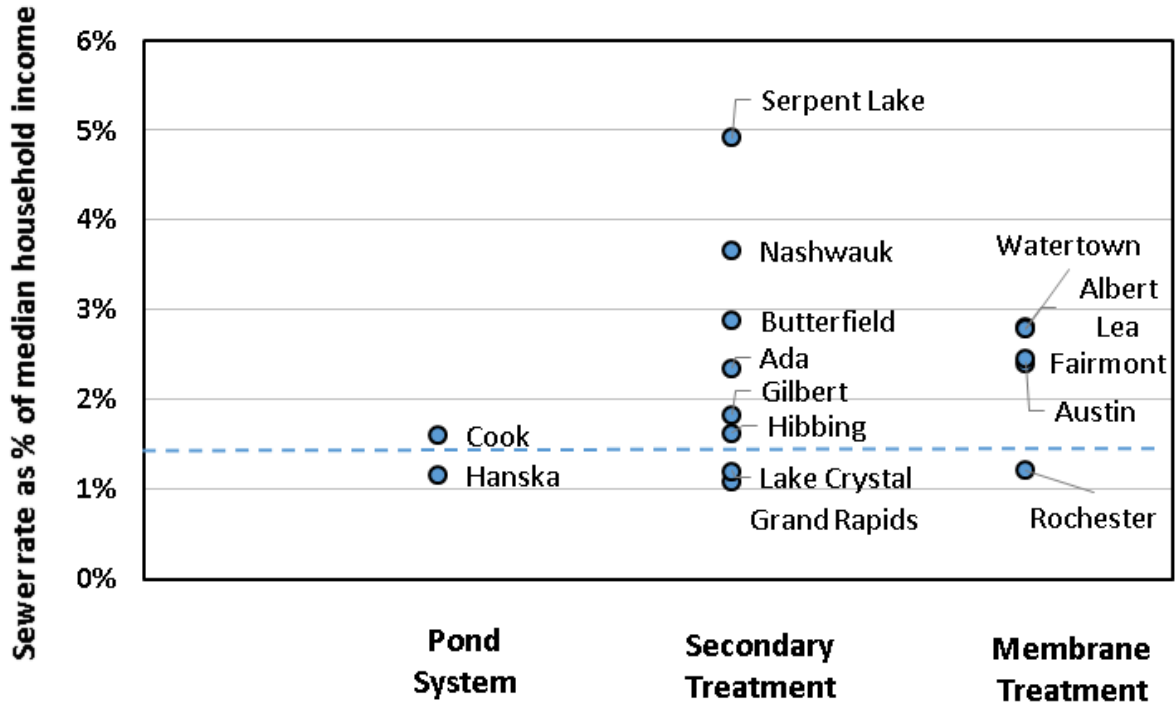 Sewer rate as % of median household income
6%
5%
4%
3%
2%
1%
0%
Serpent Lake
Nashwauk
Butterfield
Ada
Gilbert
Hibbing
Lake Crystal
Grand Rapids
Cook
Hanska
Watertown
Albert
Lea
Fairmont
Austin
Rochester
Pond
System
Secondary
Treatment
Membrane
Treatment